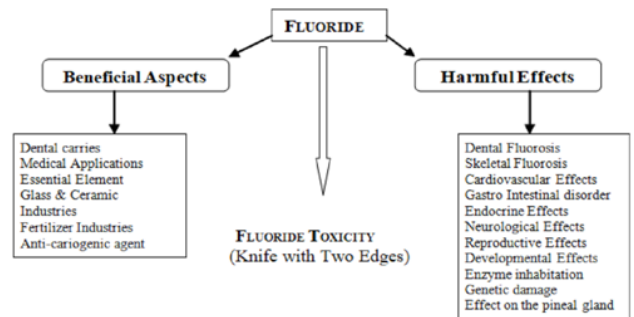 FLUORIDE
Beneficial Aspects
Harmful Effects
Dental carries
Medical Applications
Essential Element
Glass & Ceramic
Industries
Fertilizer Industries
Anti-cariogenic agent
FLUORIDE TOXICITY
(Knife with Two Edges)
Dental Fluorosis
Skeletal Fluorosis
Cardiovascular Effects
Gastro Intestinal disorder
Endocrine Effects
Neurological Effects
Reproductive Effects
Developmental Effects
Enzyme inhabitation
Genetic damage
Effect on the pineal gland